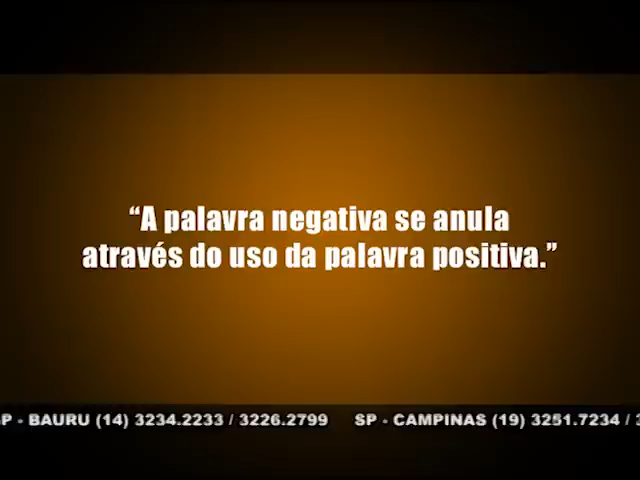 “A palavra negativa se anula
através do uso da palavra positiva.”
P - BAURU (14) 3234.2233 / 3226.2799 SP - CAMPINAS (19) 3251.7234 / 3